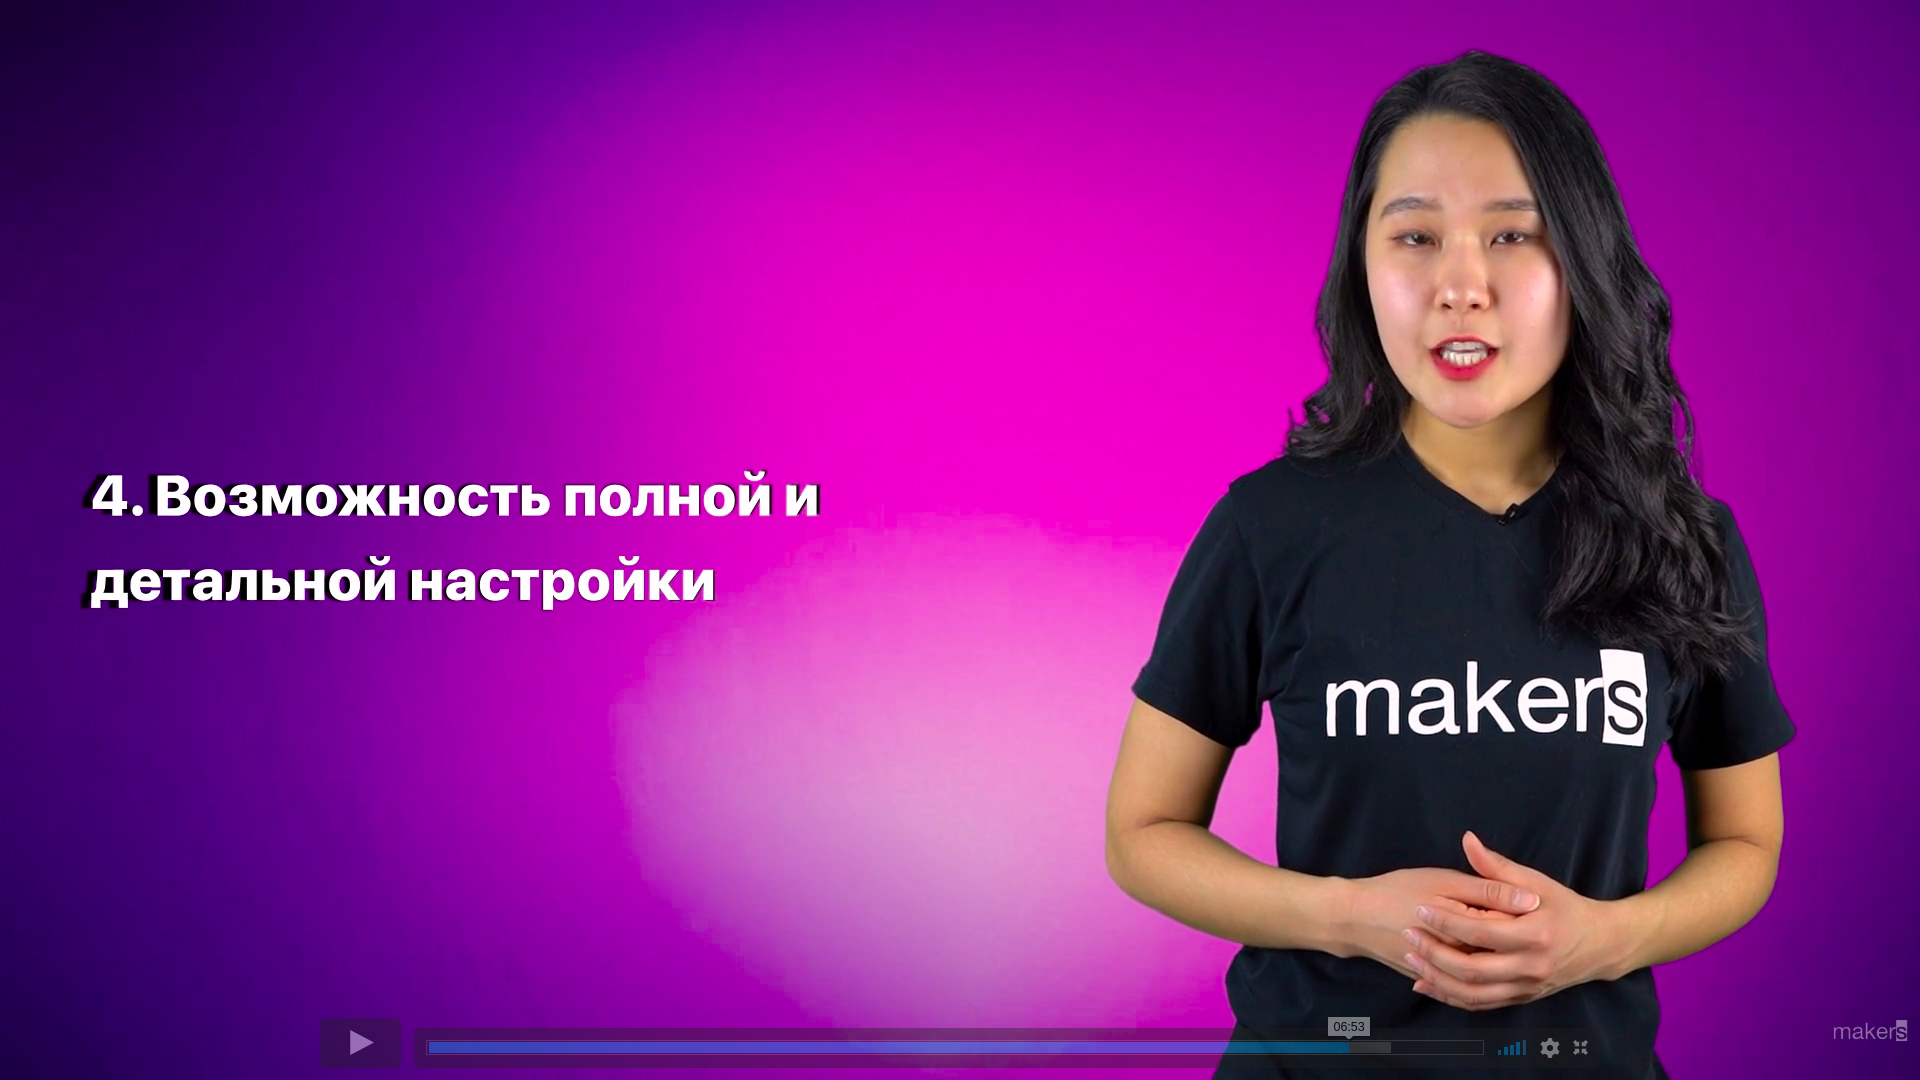 4. Возможность полной и
детальной настройки
makers
06:53
makers